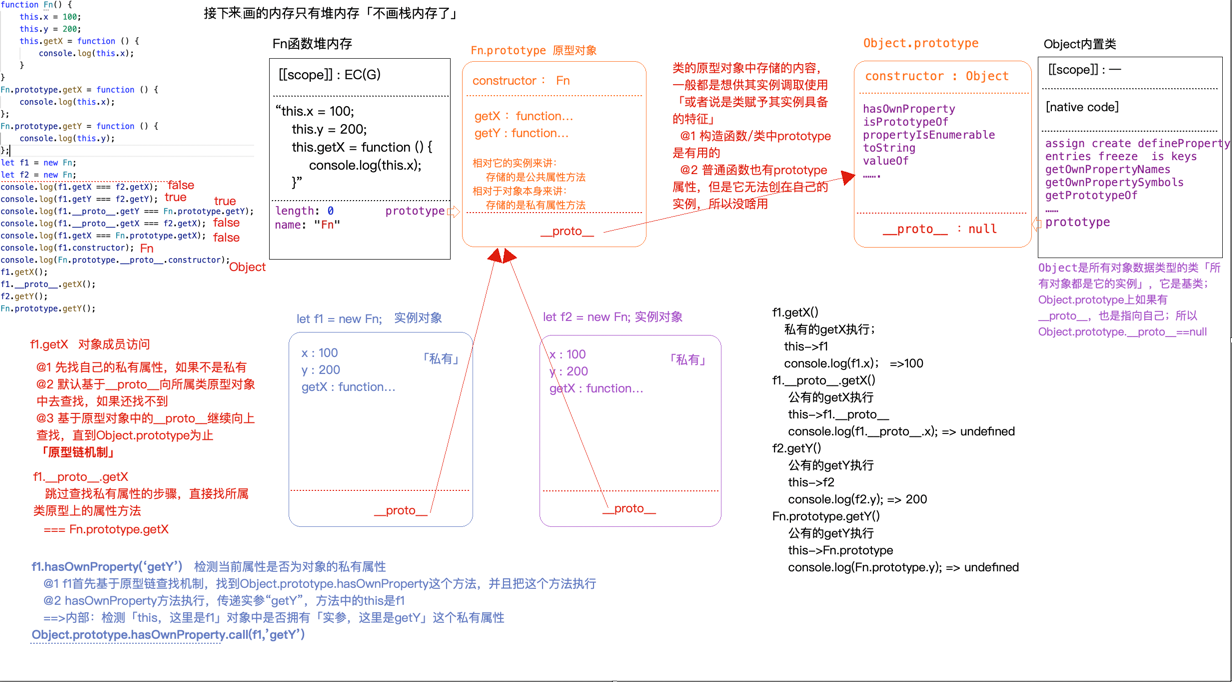 function Fn() {
this.x = 100;
this.y = 200;
this.getX = function () {
console.log(this.x);
}
}
Fn.prototype.getX = function () {
console.log(this.x);
};
Fn.prototype.getY = function () {
console.log(this.y);
};
let f1 = new Fn;
let f2 = new Fn;
console.log(f1.getX === f2.getX); false
console.log(f1.getY === f2.getY); true
console.log(f1.__proto__.getY === Fn.prototype.getY); true
console.log(f1.__proto__.getX === f2.getX); false
console.log(f1.getX === Fn.prototype.getX); false
console.log(f1.constructor); Fn
console.log(Fn.prototype.__proto__.constructor); Object
f1.getX();
f1.__proto__.getX();
f2.getY();
Fn.prototype.getY();
接下来画的内存只有堆内存「不画栈内存了」
Fn函数堆内存
[[scope]] : EC(G)
“this.x = 100;
this.y = 200;
this.getX = function () {
console.log(this.x);
}”
length: 0 prototype
name: "Fn"
Fn.prototype 原型对象
constructor : Fn
getX : function...
getY : function...
相对它的实例来讲：
存储的是公共属性方法
相对于对象本身来讲：
存储的是私有属性方法
__proto__
类的原型对象中存储的内容，
一般都是想供其实例调取使用
「或者说是类赋予其实例具备
的特征」
@1 构造函数/类中prototype
是有用的
@2 普通函数也有prototype
属性，但是它无法创在自己的
实例，所以没啥用
Object.prototype
constructor : Object
hasOwnProperty
isPrototypeOf
propertyIsEnumerable
toString
valueOf
…….
__proto__ : null
Object内置类
[[scope]] : —
[native code]
assign create defineProperty
entries freeze is keys
getOwnPropertyNames
getOwnPropertySymbols
getPrototypeOf
……
prototype
Object是所有对象数据类型的类「所
有对象都是它的实例」，它是基类；
Object.prototype上如果有
__proto__，也是指向自己；所以
Object.prototype.__proto__==null
let f1 = new Fn; 实例对象
x : 100
「私有」
y : 200
getX : function...
__proto__
let f2 = new Fn; 实例对象
x : 100
「私有」
y : 200
getX : function...
__proto__
f1.getX 对象成员访问
@1 先找自己的私有属性，如果不是私有
@2 默认基于__proto__向所属类原型对象
中去查找，如果还找不到
@3 基于原型对象中的__proto__继续向上
查找，直到Object.prototype为止
「原型链机制」
f1.__proto__.getX
跳过查找私有属性的步骤，直接找所属
类原型上的属性方法
=== Fn.prototype.getX
f1.getX()
私有的getX执行；
this->f1
console.log(f1.x)； =>100
f1.__proto__.getX()
公有的getX执行
this->f1.__proto__
console.log(f1.__proto__.x); => undefined
f2.getY()
公有的getY执行
this->f2
console.log(f2.y); => 200
Fn.prototype.getY()
公有的getY执行
this->Fn.prototype
console.log(Fn.prototype.y); => undefined
f1.hasOwnProperty(‘getY’） 检测当前属性是否为对象的私有属性
@1 f1首先基于原型链查找机制，找到Object.prototype.hasOwnProperty这个方法，并且把这个方法执行
@2 hasOwnProperty方法执行，传递实参“getY”，方法中的this是f1
==>内部：检测「this，这里是f1」对象中是否拥有「实参，这里是getY」这个私有属性
Object.prototype.hasOwnProperty.call(f1,’getY’)